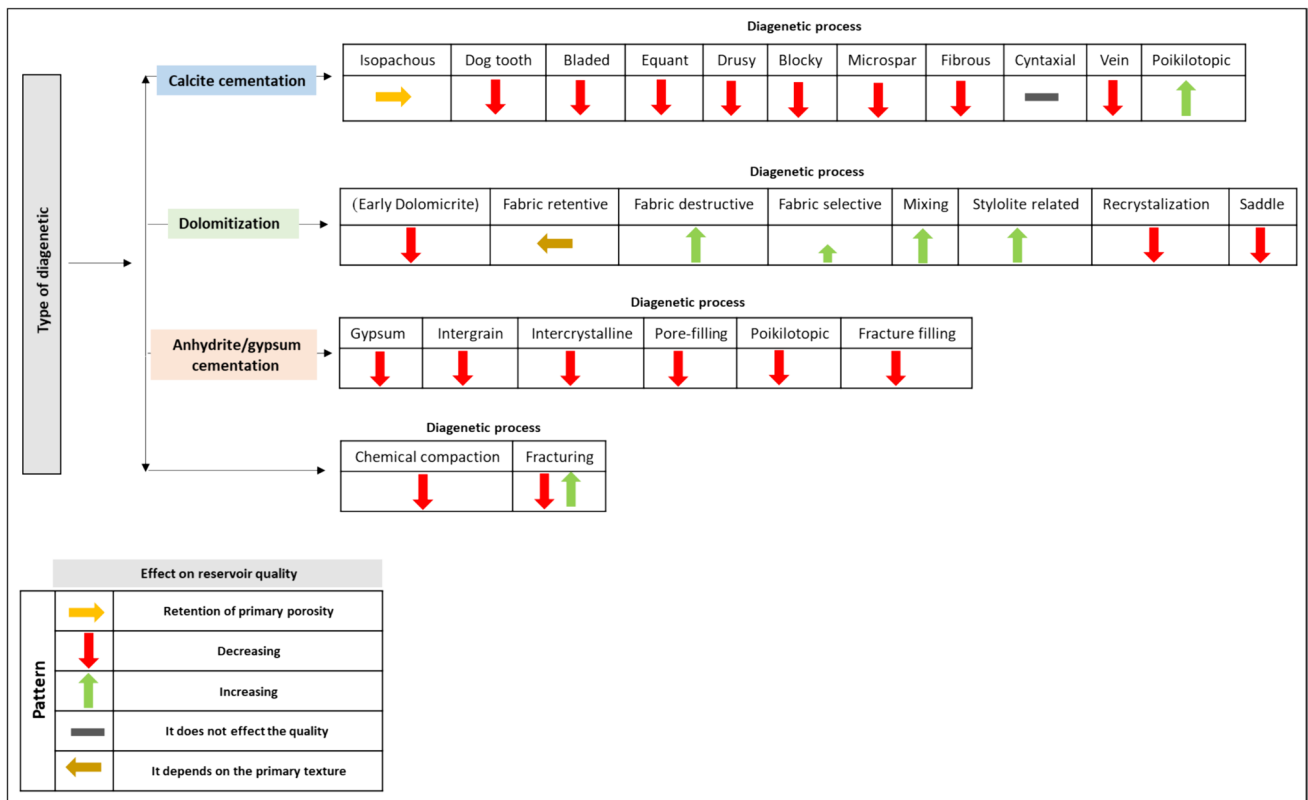 Diagenetic process
Isopachous Dog tooth Bladed Equant Drusy Blocky Microspar Fibrous Cyntaxial Vein Poikilotopic
Calcite cementation
Type of diagenetic
Diagenetic process
(Early Dolomicrite) Fabric retentive Fabric destructive Fabric selective Mixing Stylolite related Recrystalization Saddle
Dolomitization
Diagenetic process
Gypsum Intergrain Intercrystalline Pore-filling Poikilotopic Fracture filling
Anhydrite/gypsum
cementation
Diagenetic process
Chemical compaction Fracturing
Effect on reservoir quality
Pattern
Retention of primary porosity
Decreasing
Increasing
It does not effect the quality
It depends on the primary texture